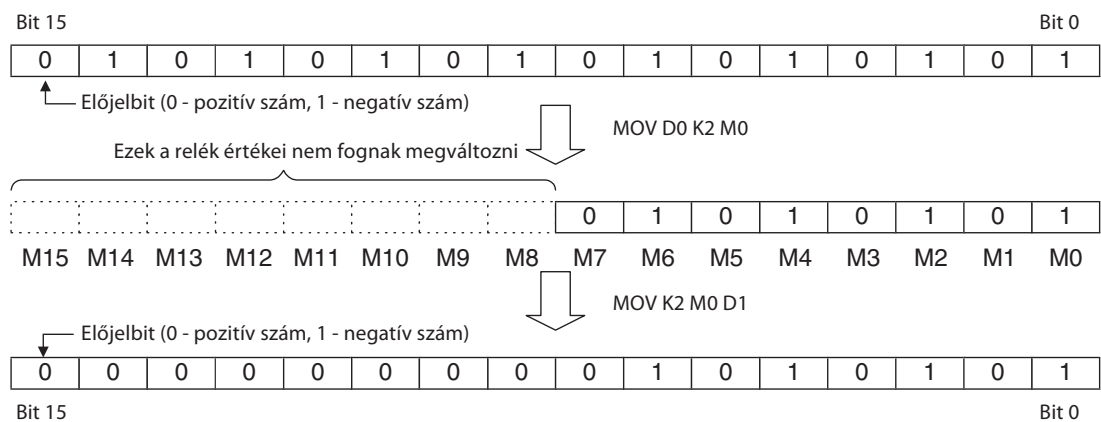 Bit 15 Bit 0
0 1 0 1 0 1 0 1 0 1 0 1 0 1 0 1
Előjelbit (0 - pozitív szám, 1 - negatív szám)
MOV D0 K2 M0
Ezek a relék értékei nem fognak megváltozni
0 1 0 1 0 1 0 1
M15 M14 M13 M12 M11 M10 M9 M8 M7 M6 M5 M4 M3 M2 M1 M0
MOV K2 M0 D1
Előjelbit (0 - pozitív szám, 1 - negatív szám)
0 0 0 0 0 0 0 0 0 1 0 1 0 1 0 1
Bit 15 Bit 0